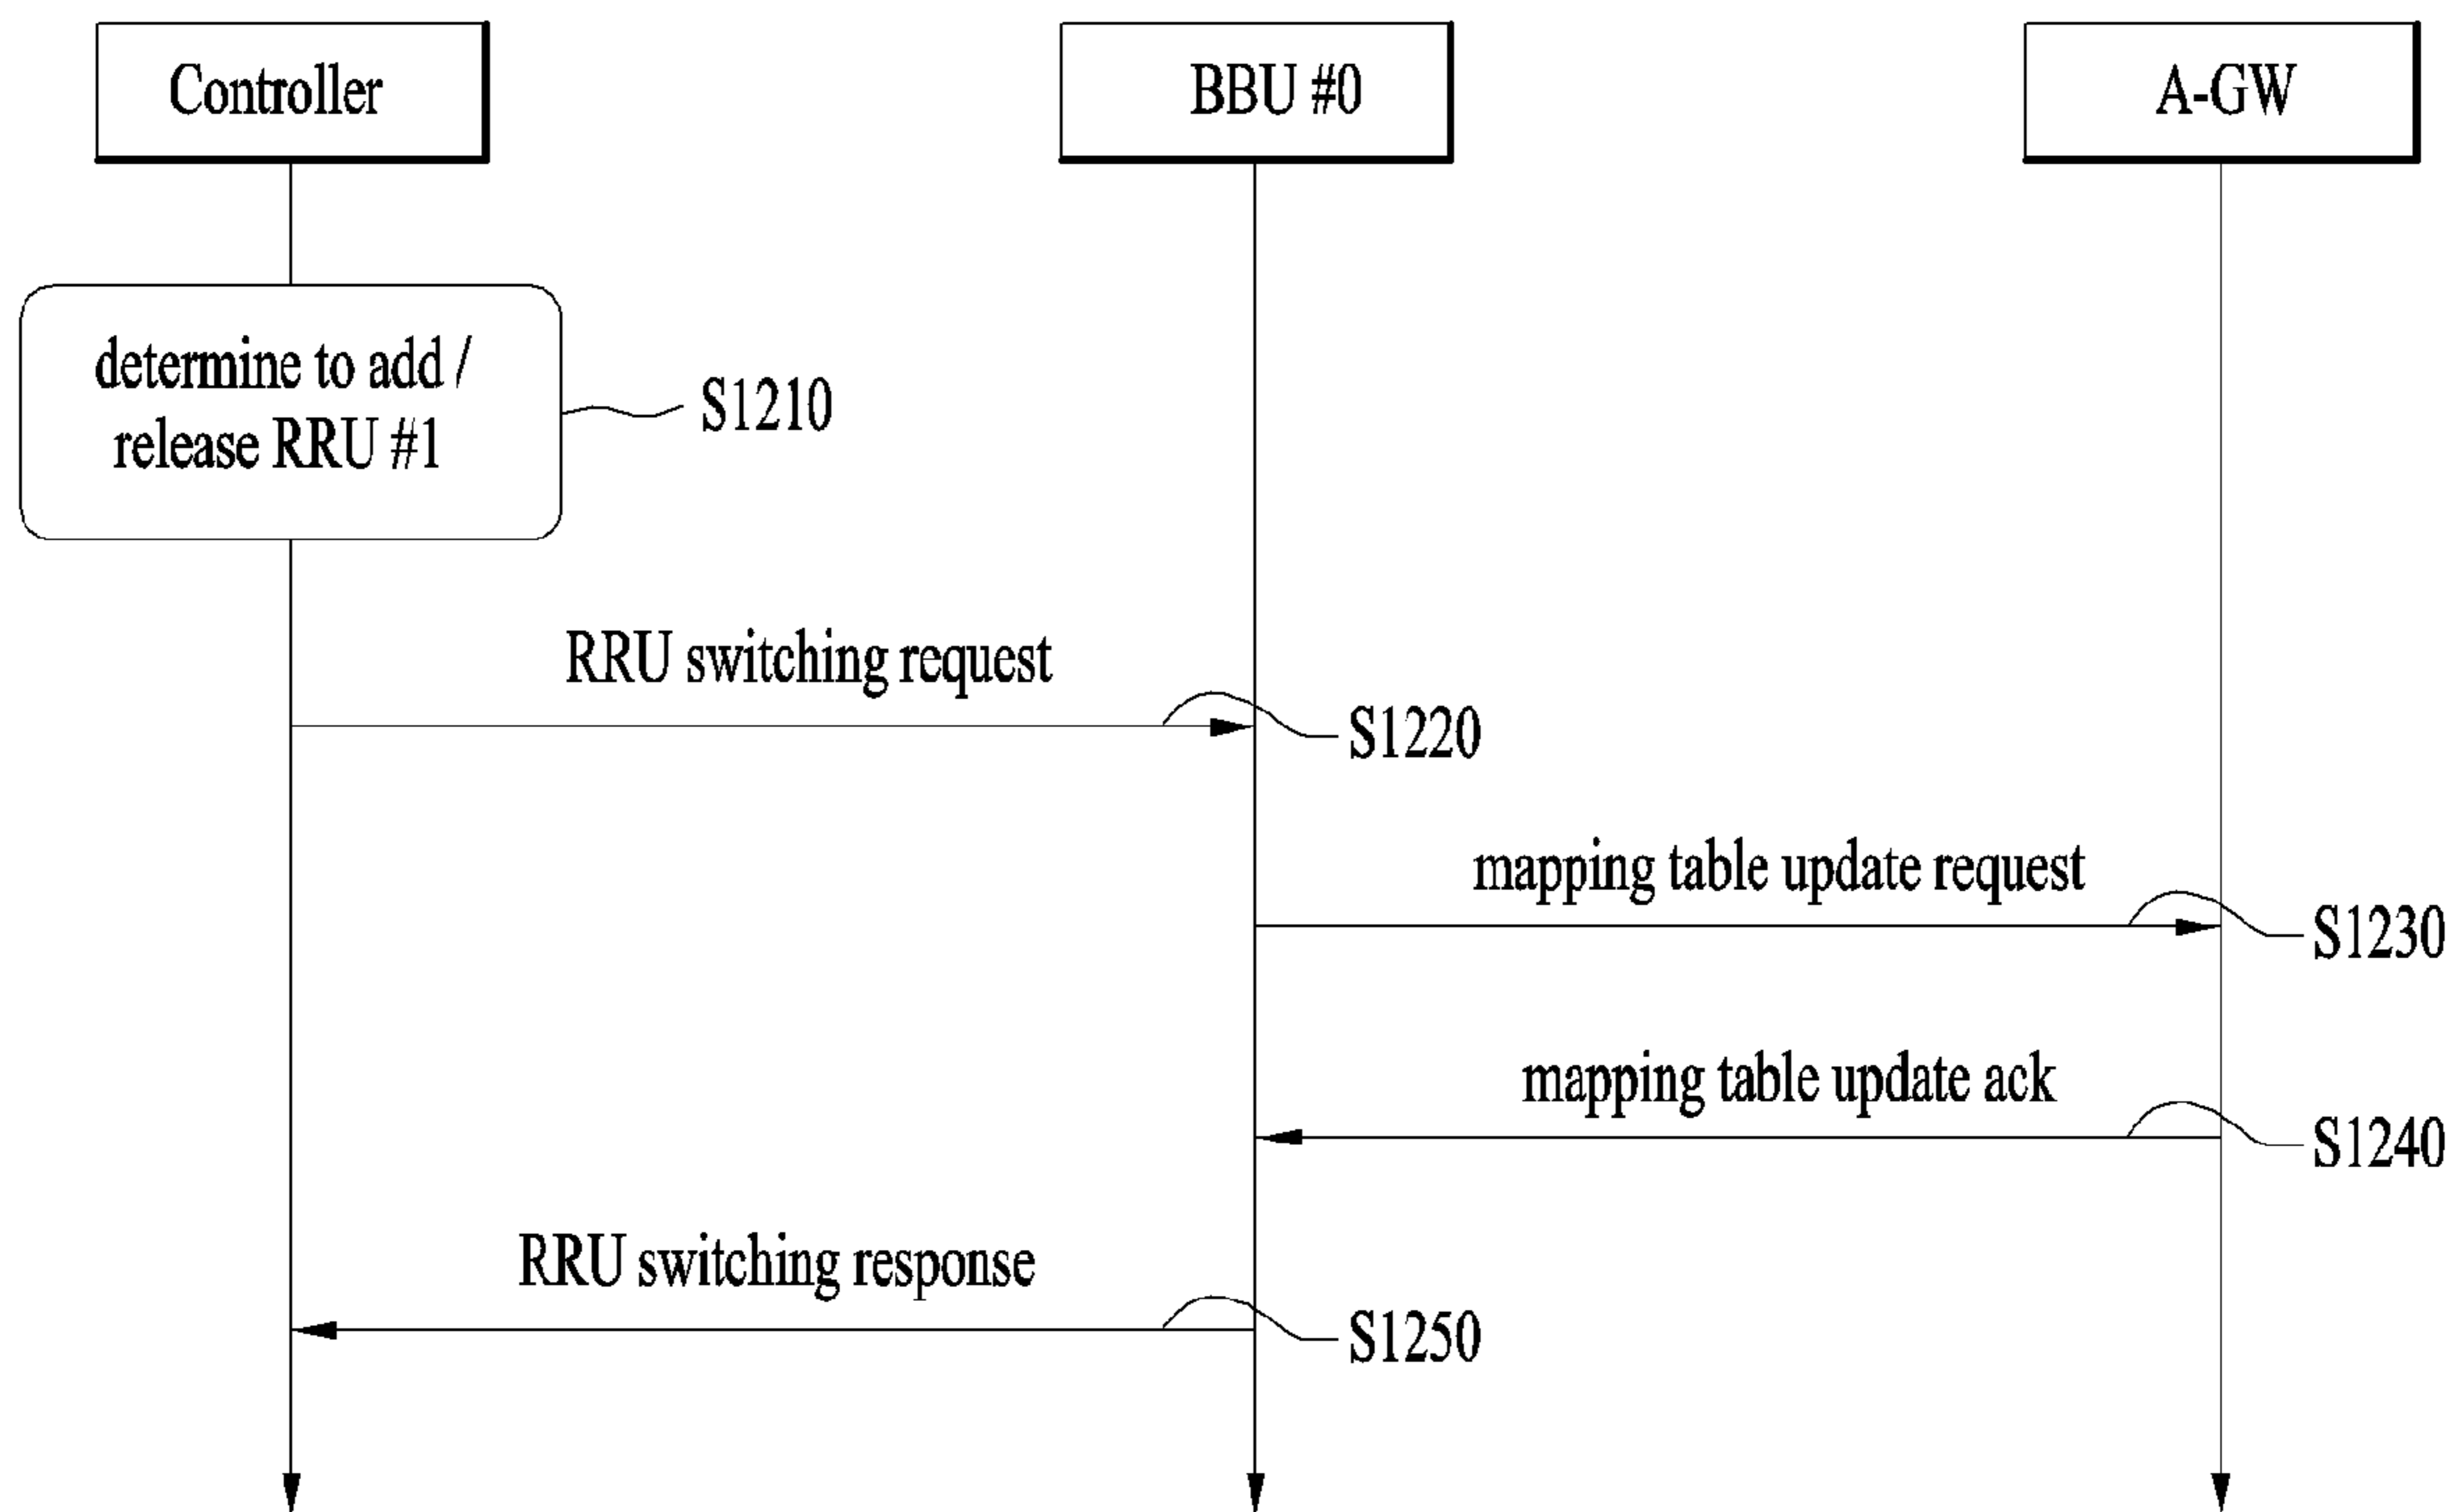 Controller
BBU #0
A-GW
determine to add /
release RRU #1
S1210
RRU switching request
S1220
mapping table update request
S1230
mapping table update ack
S1240
RRU switching response
S1250